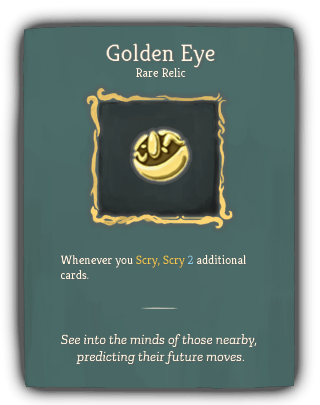 Golden Eye
Rare Relic
Whenever you Scry, Scry 2 additional
cards.
See into the minds of those nearby,
predicting their future moves.